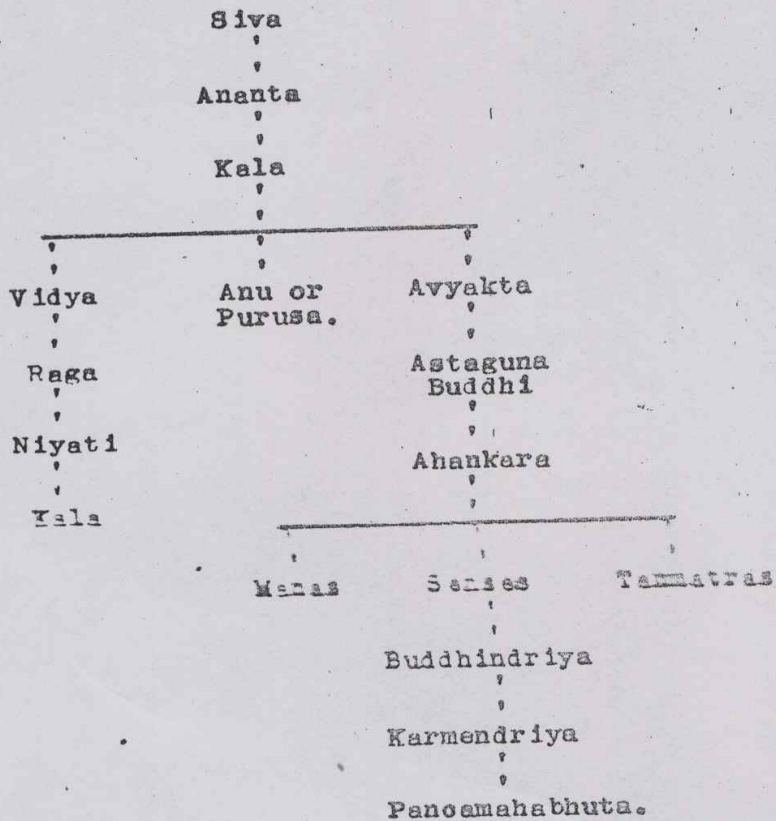 Siva
Ananta
Kala
Vidya Anu or Avyakta
Purusa.
Raga Astaguna
Buddhi
Niyati Ahankara
Kala
Manas Senses Tanmatras
Buddhindriya
Karmendriya
Pancamahabhuta.